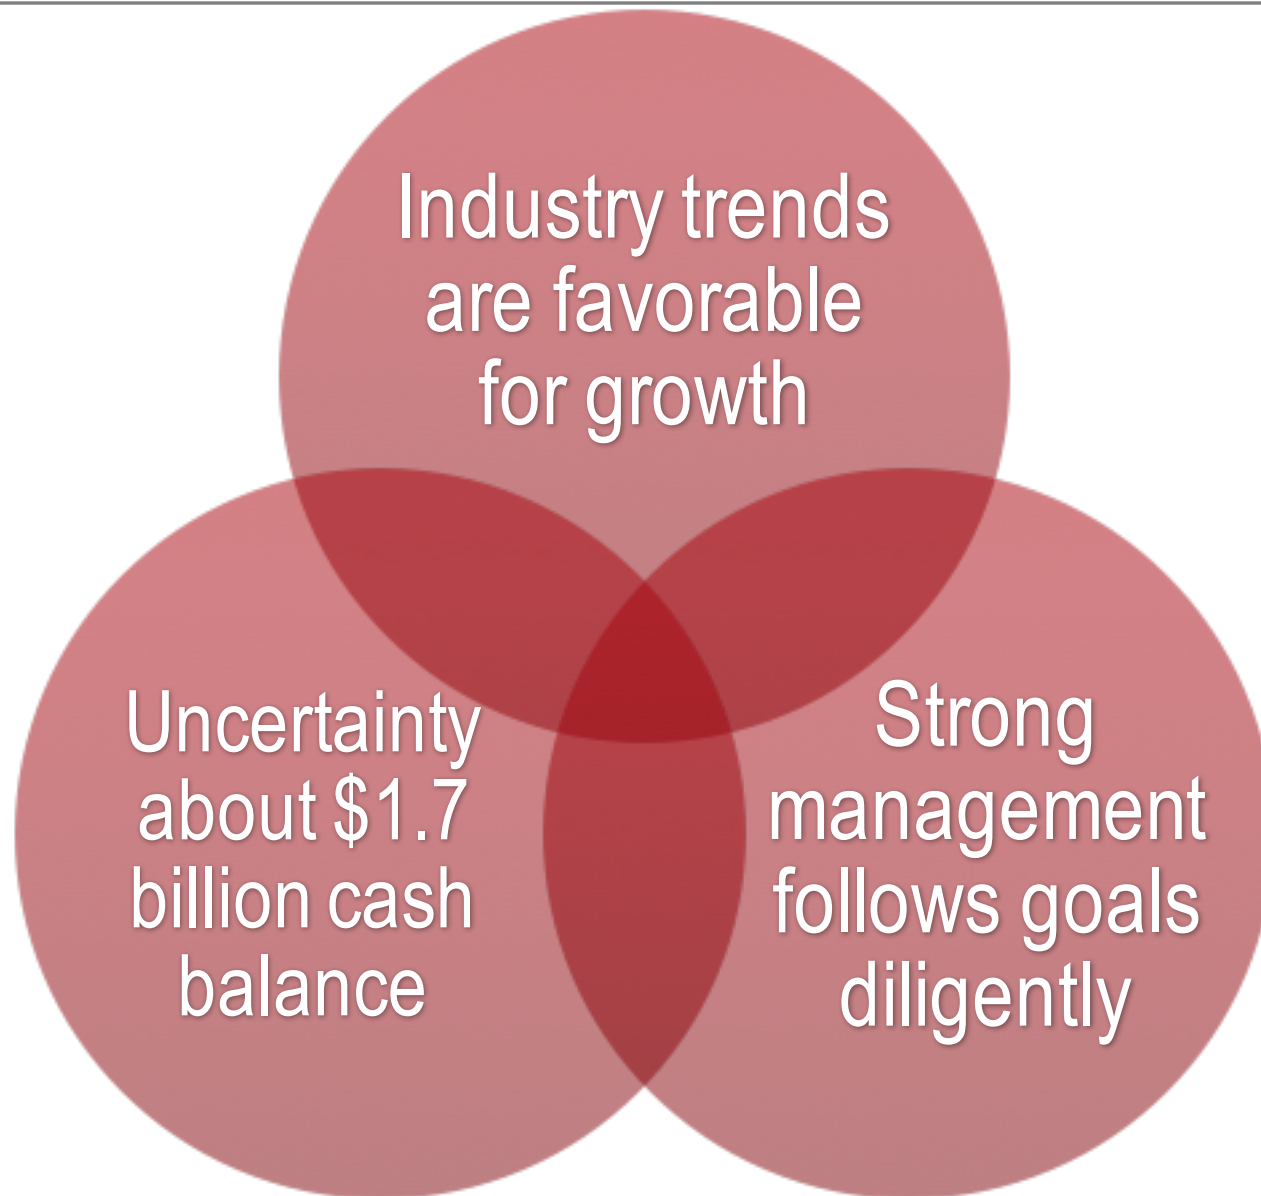 Industry trends
are favorable
for growth
Uncertainty
about $1.7
billion cash
balance
Strong
management
follows goals
diligently